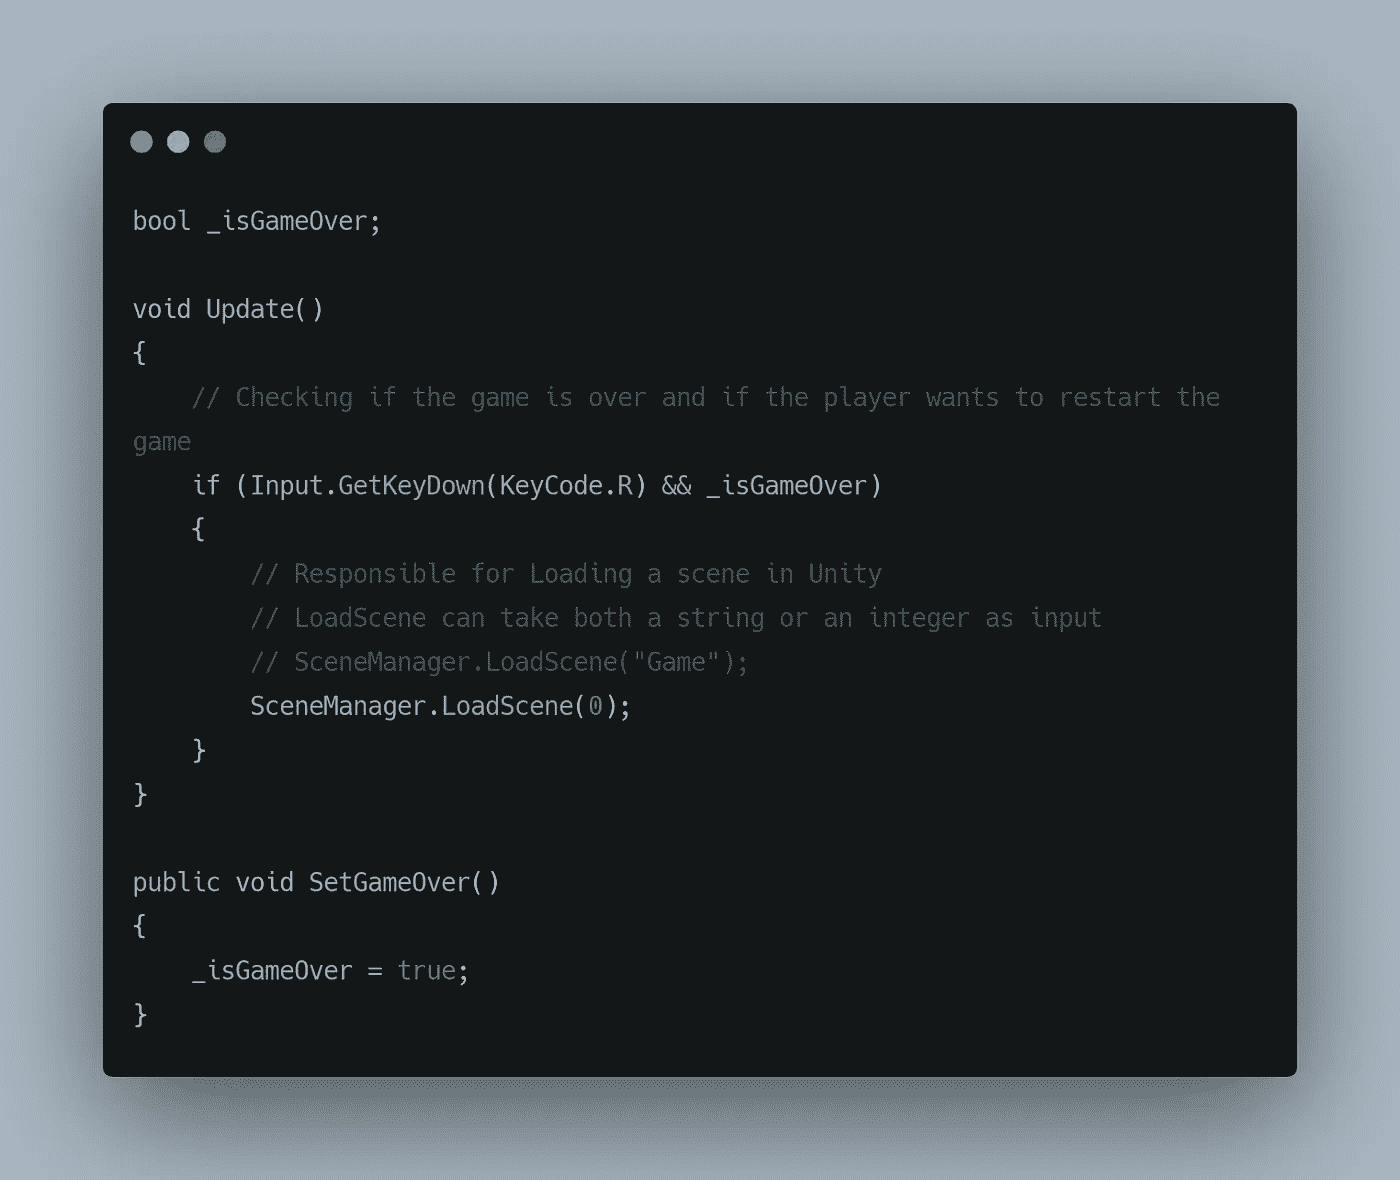 bool _isGameOver;
void Update()
{
    // Checking if the game is over and if the player wants to restart the
game
    if (Input.GetKeyDown(KeyCode.R) && _isGameOver)
    {
        // Responsible for Loading a scene in Unity
        // LoadScene can take both a string or an integer as input
        // SceneManager.LoadScene("Game");
        SceneManager.LoadScene(0);
    }
}
public void SetGameOver()
{
    _isGameOver = true;
}